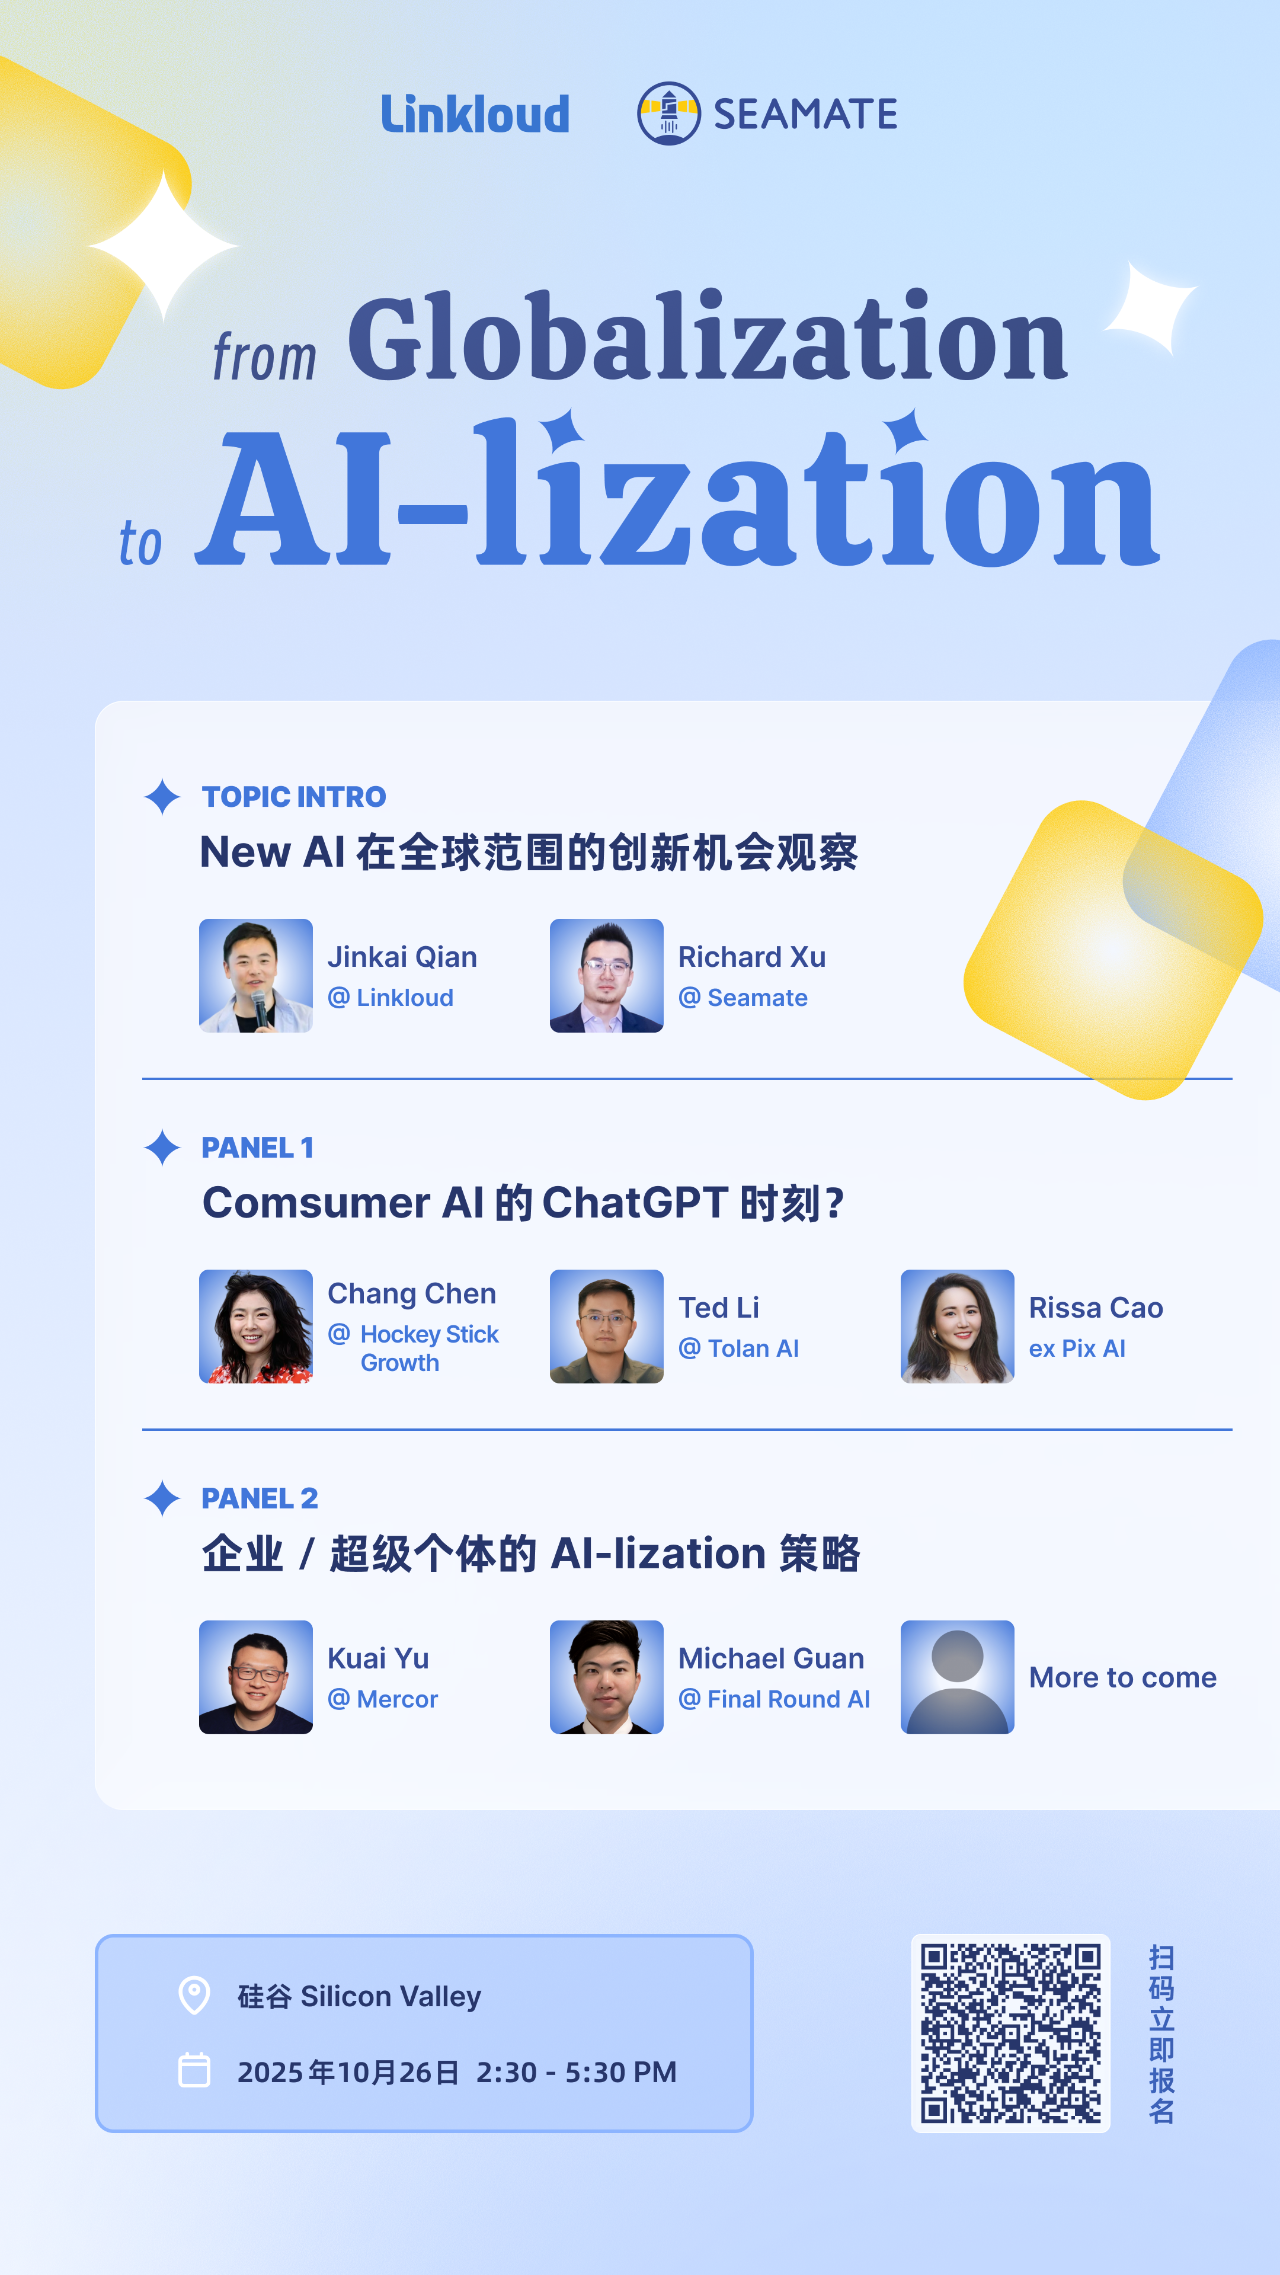 Linkloud
SEAMATE
from Globalization
to AI-lization
TOPIC INTRO
New AI 在全球范围的创新机会观察
Jinkai Qian
@ Linkloud
Richard Xu
@ Seamate
PANEL 1
Comsumer AI 的 ChatGPT 时刻?
Chang Chen
@ Hockey Stick
Growth
Ted Li
@ Tolan AI
Rissa Cao
ex Pix AI
PANEL 2
企业 / 超级个体的 AI-lization 策略
Kuai Yu
@ Mercor
Michael Guan
@ Final Round AI
More to come
硅谷 Silicon Valley
2025年10月26日 2:30 - 5:30 PM
扫码立即报名